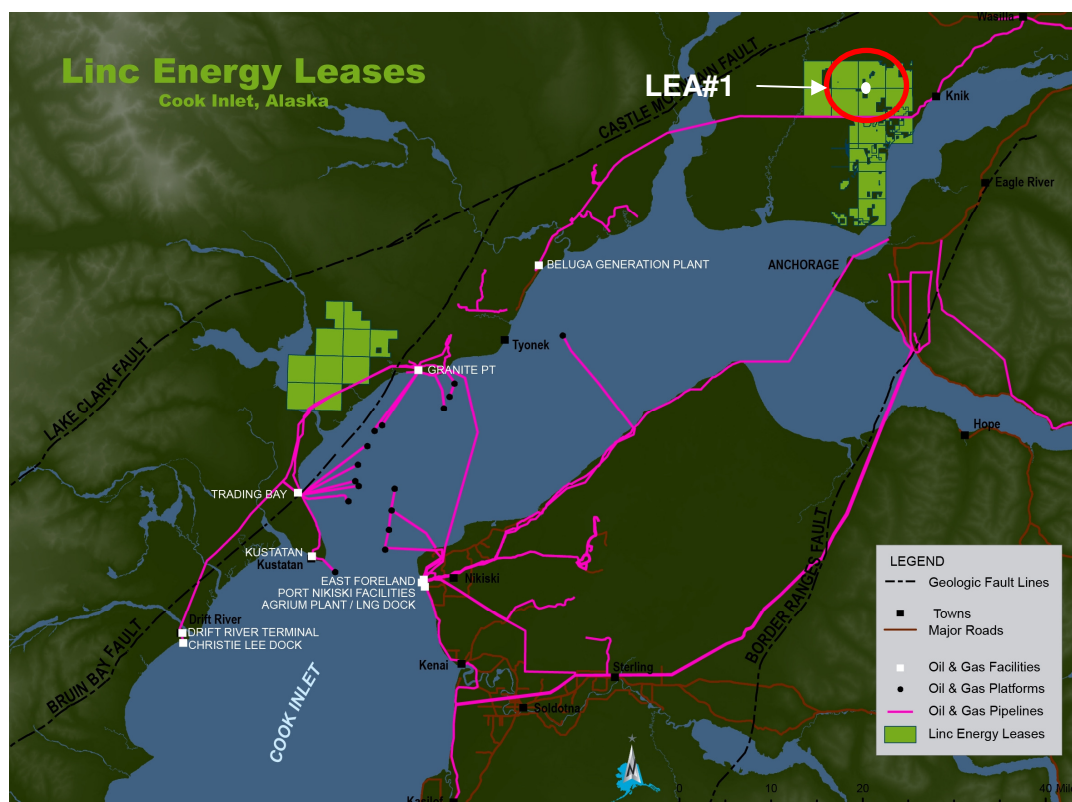 Wasilla
Linc Energy Leases
Cook Inlet, Alaska
LEA#1
CASTLE MOUNTAIN FAULT
Knik
Eagle River
BELUGA GENERATION PLANT
ANCHORAGE
Tyonek
GRANITE PT
LAKE CLARK FAULT
Hope
TRADING BAY
KUSTATAN
Kustatan
EAST FORELAND
PORT NIKISKI FACILITIES
AGRIUM PLANT / LNG DOCK
Nikiski
Drift River
DRIFT RIVER TERMINAL
CHRISTIE LEE DOCK
BRUIN BAY FAULT
BORDER RANGES FAULT
COOK INLET
Kenai
Sterling
Soldotna
Kasilof
LEGEND
Geologic Fault Lines
Towns
Major Roads
Oil & Gas Facilities
Oil & Gas Platforms
Oil & Gas Pipelines
Linc Energy Leases
N
0 10 20 40 Miles